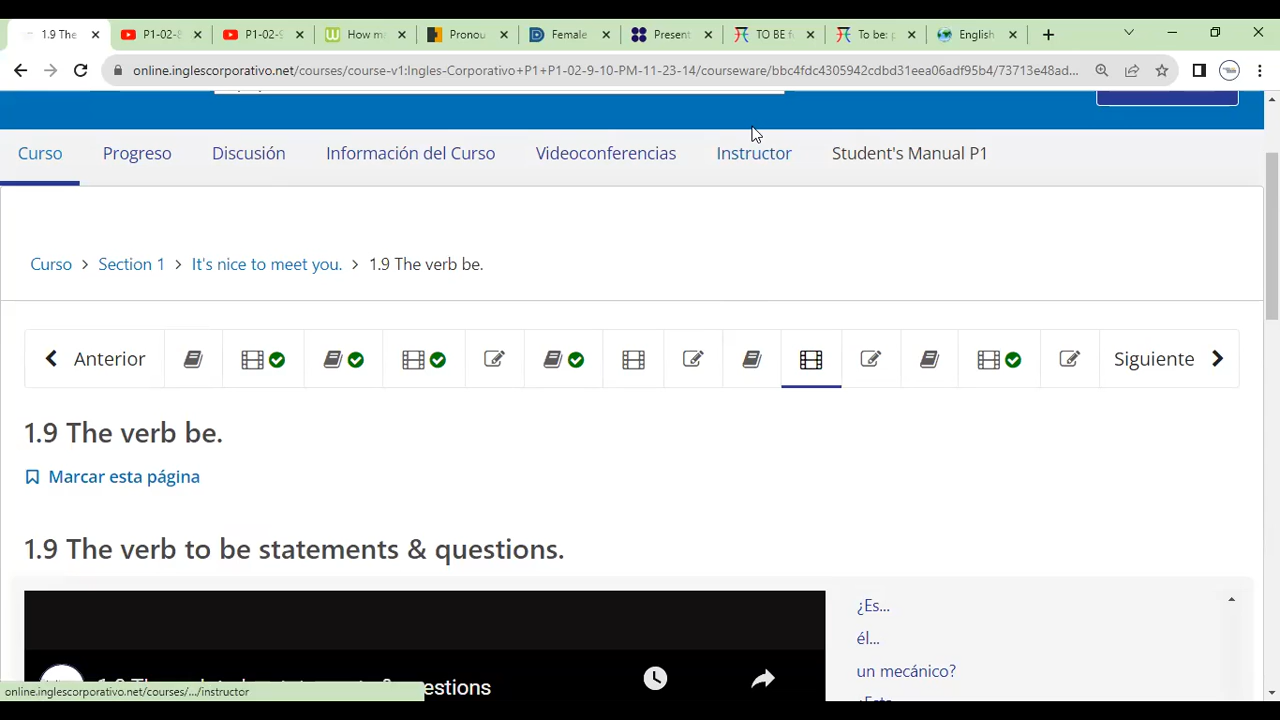 1.9 The
P1-02-8
P1-02-9
How m
Pronou
Female
Present
TO BE f
To be: p
English
online.inglescorporativo.net/courses/course-v1:Ingles-Corporativo+P1+P1-02-9-10-PM-11-23-14/courseware/bbc4fdc4305942cdbd31eea06adf95b4/73713e48ad...
Curso
Progreso
Discusión
Información del Curso
Videoconferencias
Instructor
Student's Manual P1
Curso > Section 1 > It's nice to meet you. > 1.9 The verb be.
Anterior
Siguiente
1.9 The verb be.
Marcar esta página
1.9 The verb to be statements & questions.
¿Es...
él...
un mecánico?
estions
online.inglescorporativo.net/courses/.../instructor